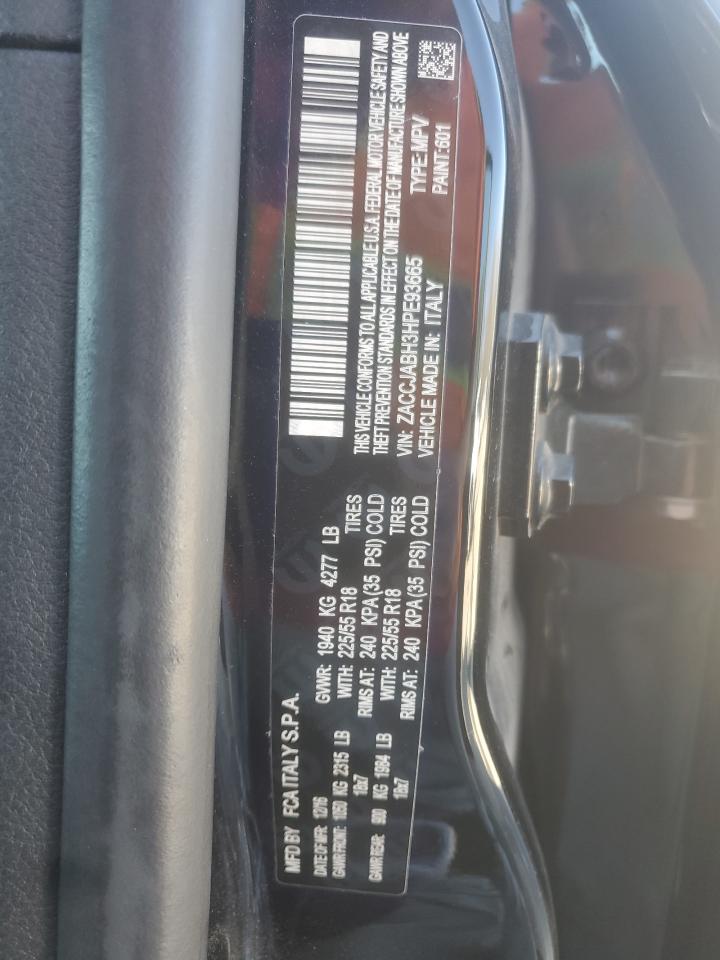 MFD BY FCA ITALY S.P.A.
DATE OF MFR: 12/16 GVWR: 1940 KG 4277 LB
GAWR FRONT: 1050 KG 2315 LB WITH: 225/55 R18 TIRES
18x7 RIMS AT: 240 KPA(35 PSI) COLD
GAWR REAR: 900 KG 1984 LB WITH: 225/55 R18 TIRES
18x7 RIMS AT: 240 KPA(35 PSI) COLD
THIS VEHICLE CONFORMS TO ALL APPLICABLE U.S.A. FEDERAL MOTOR VEHICLE SAFETY AND
THEFT PREVENTION STANDARDS IN EFFECT ON THE DATE OF MANUFACTURE SHOWN ABOVE
VIN: ZACCJABH3HPE93665 TYPE:MPV
VEHICLE MADE IN: ITALY PAINT:601